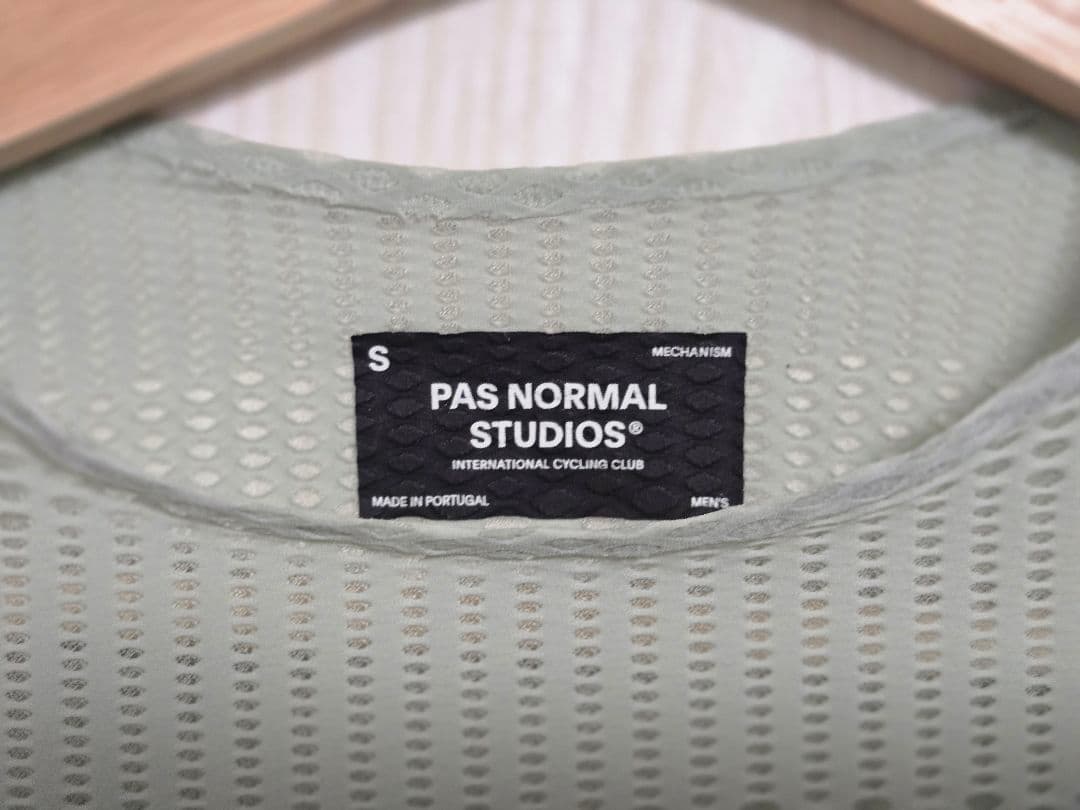 S
MECHANISM
PAS NORMAL
STUDIOS®
INTERNATIONAL CYCLING CLUB
MADE IN PORTUGAL
MEN'S